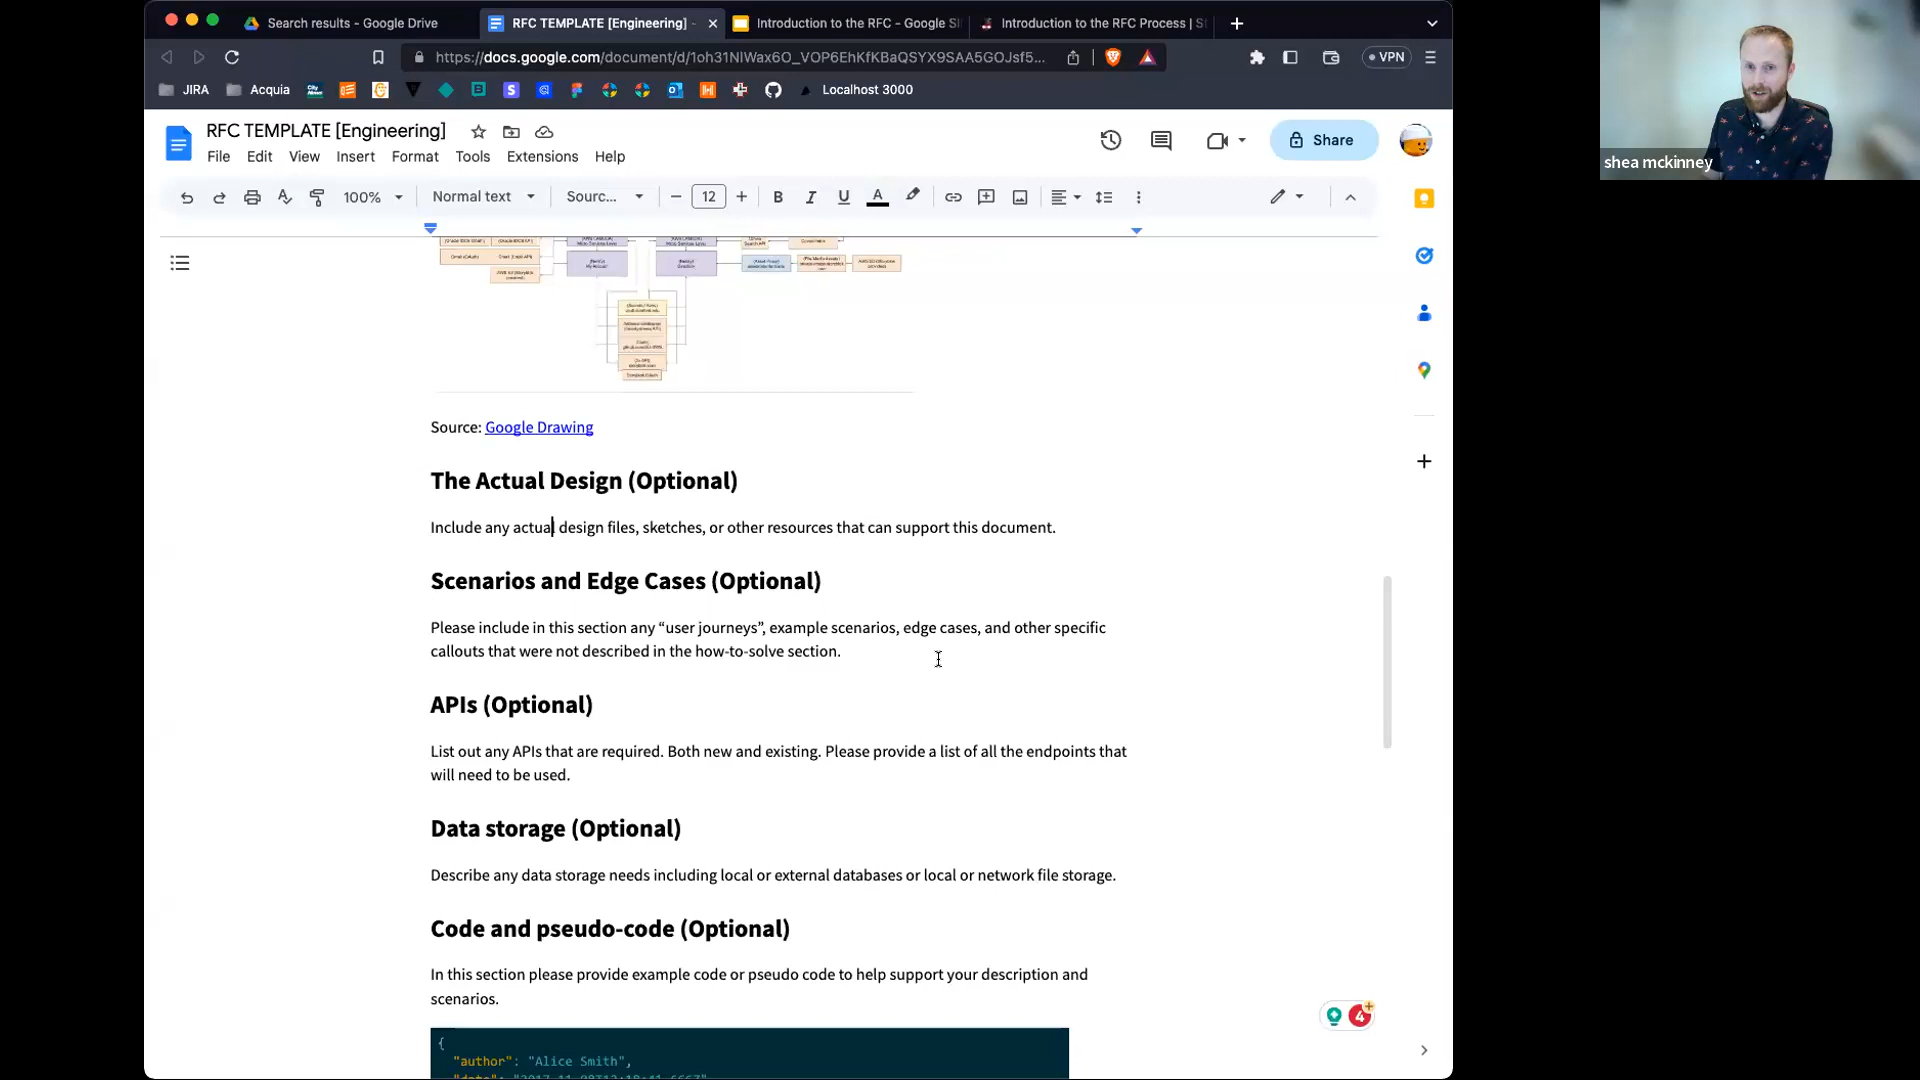 Search results - Google Drive
RFC TEMPLATE [Engineering] -
Introduction to the RFC - Google Sl
Introduction to the RFC Process | St
https://docs.google.com/document/d/1oh31NlWax6O_VOP6EhKfKBaQSYX9SAA5GOJsf5...
VPN
JIRA
Acquia
Localhost 3000
RFC TEMPLATE [Engineering]
File Edit View Insert Format Tools Extensions Help
Share
100%
Normal text
Sourc...
12
Source: Google Drawing
The Actual Design (Optional)
Include any actual design files, sketches, or other resources that can support this document.
Scenarios and Edge Cases (Optional)
Please include in this section any “user journeys”, example scenarios, edge cases, and other specific
callouts that were not described in the how-to-solve section.
APIs (Optional)
List out any APIs that are required. Both new and existing. Please provide a list of all the endpoints that
will need to be used.
Data storage (Optional)
Describe any data storage needs including local or external databases or local or network file storage.
Code and pseudo-code (Optional)
In this section please provide example code or pseudo code to help support your description and
scenarios.
{
"author": "Alice Smith",
4
shea mckinney